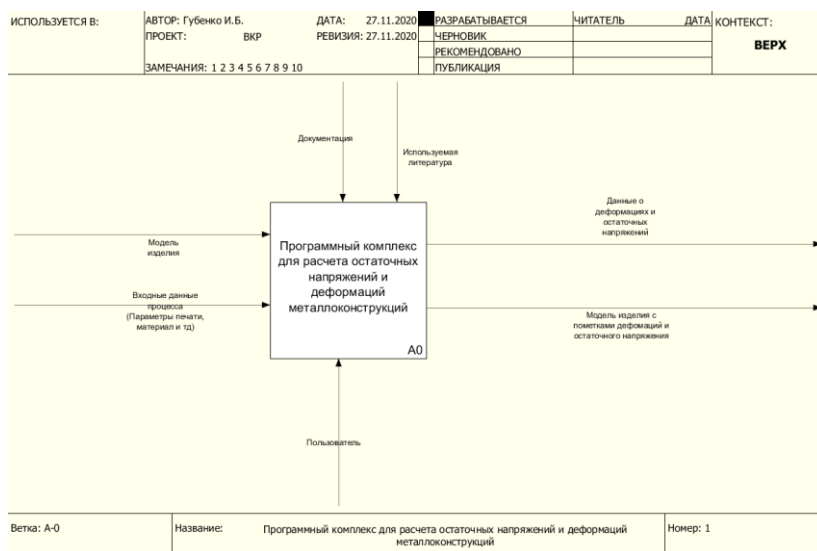 ИСПОЛЬЗУЕТСЯ В:
АВТОР: Губенко И.Б.
ДАТА: 27.11.2020
РАЗРАБАТЫВАЕТСЯ
ЧИТАТЕЛЬ
ДАТА
КОНТЕКСТ:
ПРОЕКТ: ВКР
РЕВИЗИЯ: 27.11.2020
ЧЕРНОВИК
ВЕРХ
РЕКОМЕНДОВАНО
ЗАМЕЧАНИЯ: 1 2 3 4 5 6 7 8 9 10
ПУБЛИКАЦИЯ
Документация
Используемая
литература
Данные о
деформациях и
остаточных
напряжений
Модель
изделия
Программный комплекс
для расчета остаточных
напряжений и
деформаций
металлоконструкций
A0
Входные данные
процесса
(Параметры печати,
материал и тд)
Модель изделия с
пометками дефомаций и
остаточного напряжения
Пользователь
Ветка: A-0
Название:
Программный комплекс для расчета остаточных напряжений и деформаций
металлоконструкций
Номер: 1